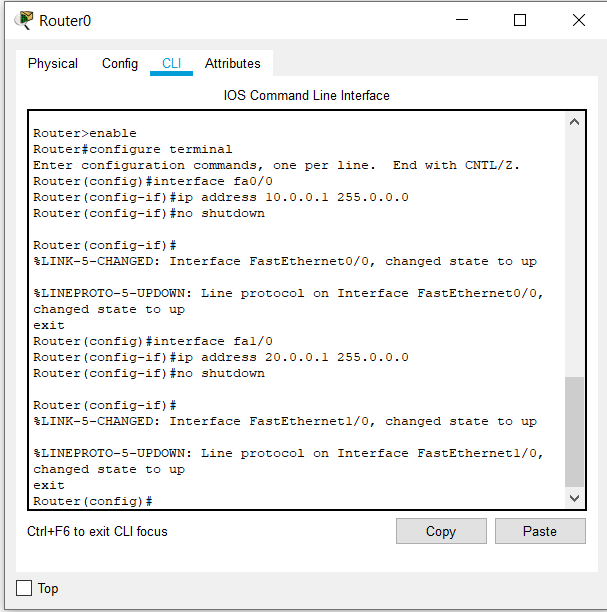 Router0
Physical Config CLI Attributes
IOS Command Line Interface
Router>enable
Router#configure terminal
Enter configuration commands, one per line.  End with CNTL/Z.
Router(config)#interface fa0/0
Router(config-if)#ip address 10.0.0.1 255.0.0.0
Router(config-if)#no shutdown
Router(config-if)#
%LINK-5-CHANGED: Interface FastEthernet0/0, changed state to up
%LINEPROTO-5-UPDOWN: Line protocol on Interface FastEthernet0/0,
changed state to up
exit
Router(config)#interface fa1/0
Router(config-if)#ip address 20.0.0.1 255.0.0.0
Router(config-if)#no shutdown
Router(config-if)#
%LINK-5-CHANGED: Interface FastEthernet1/0, changed state to up
%LINEPROTO-5-UPDOWN: Line protocol on Interface FastEthernet1/0,
changed state to up
exit
Router(config)#
Ctrl+F6 to exit CLI focus
Copy Paste
Top